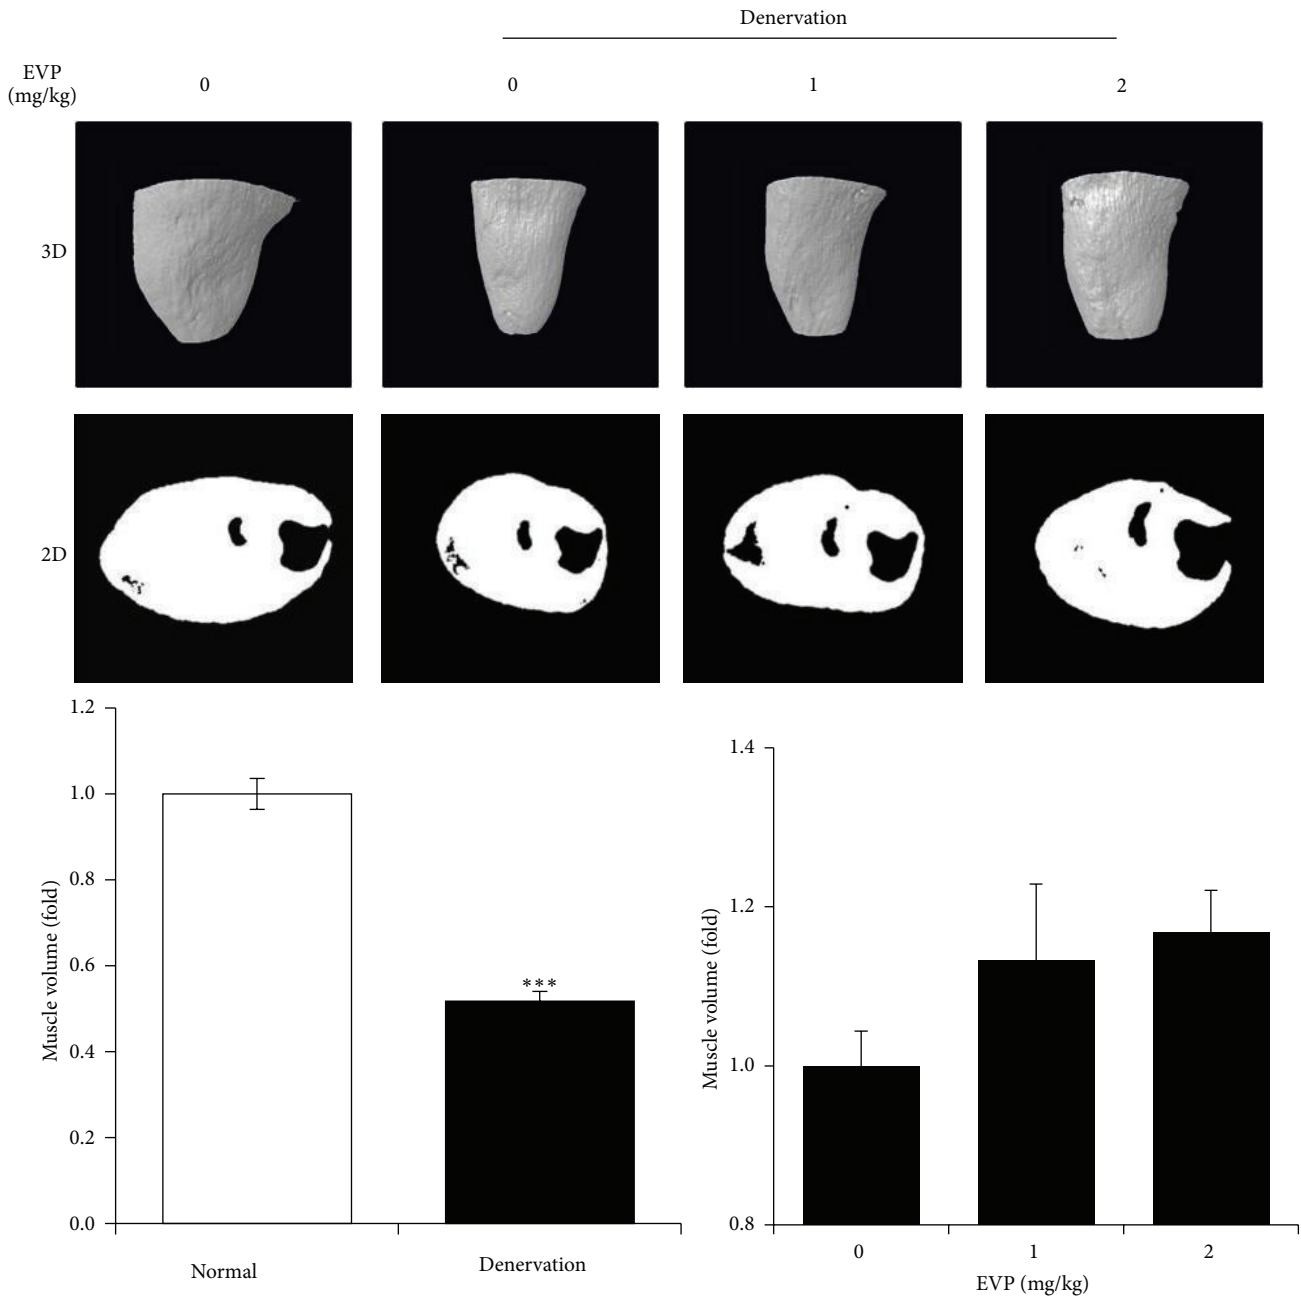 Denervation
EVP
(mg/kg)
0 0 1 2
3D
2D
1.2
1.0
0.8
0.6
0.4
0.2
0.0
Muscle volume (fold)
***
Normal Denervation
1.4
1.2
1.0
0.8
Muscle volume (fold)
0 1 2
EVP (mg/kg)